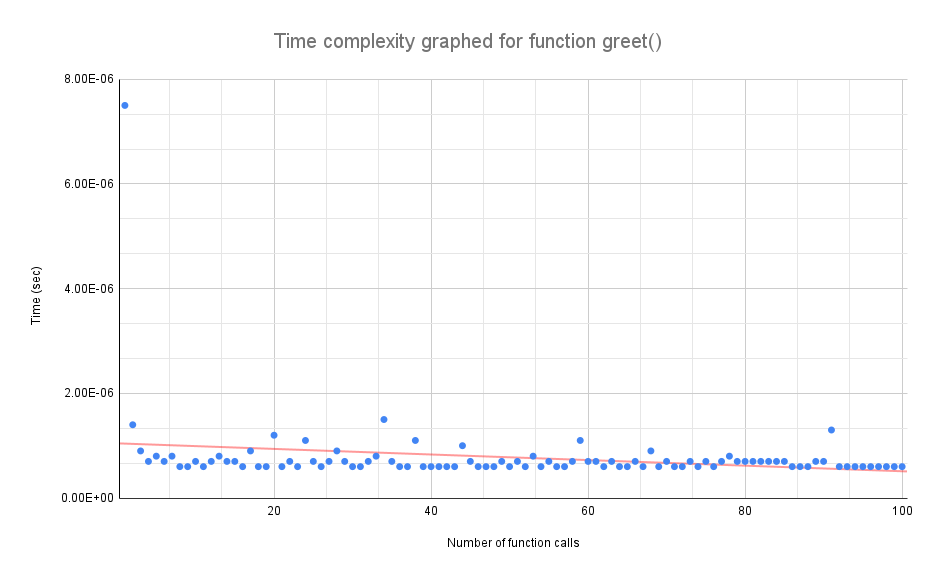 Time complexity graphed for function greet()
8.00E-06
6.00E-06
4.00E-06
2.00E-06
0.00E+00
Time (sec)
20
40
60
80
100
Number of function calls